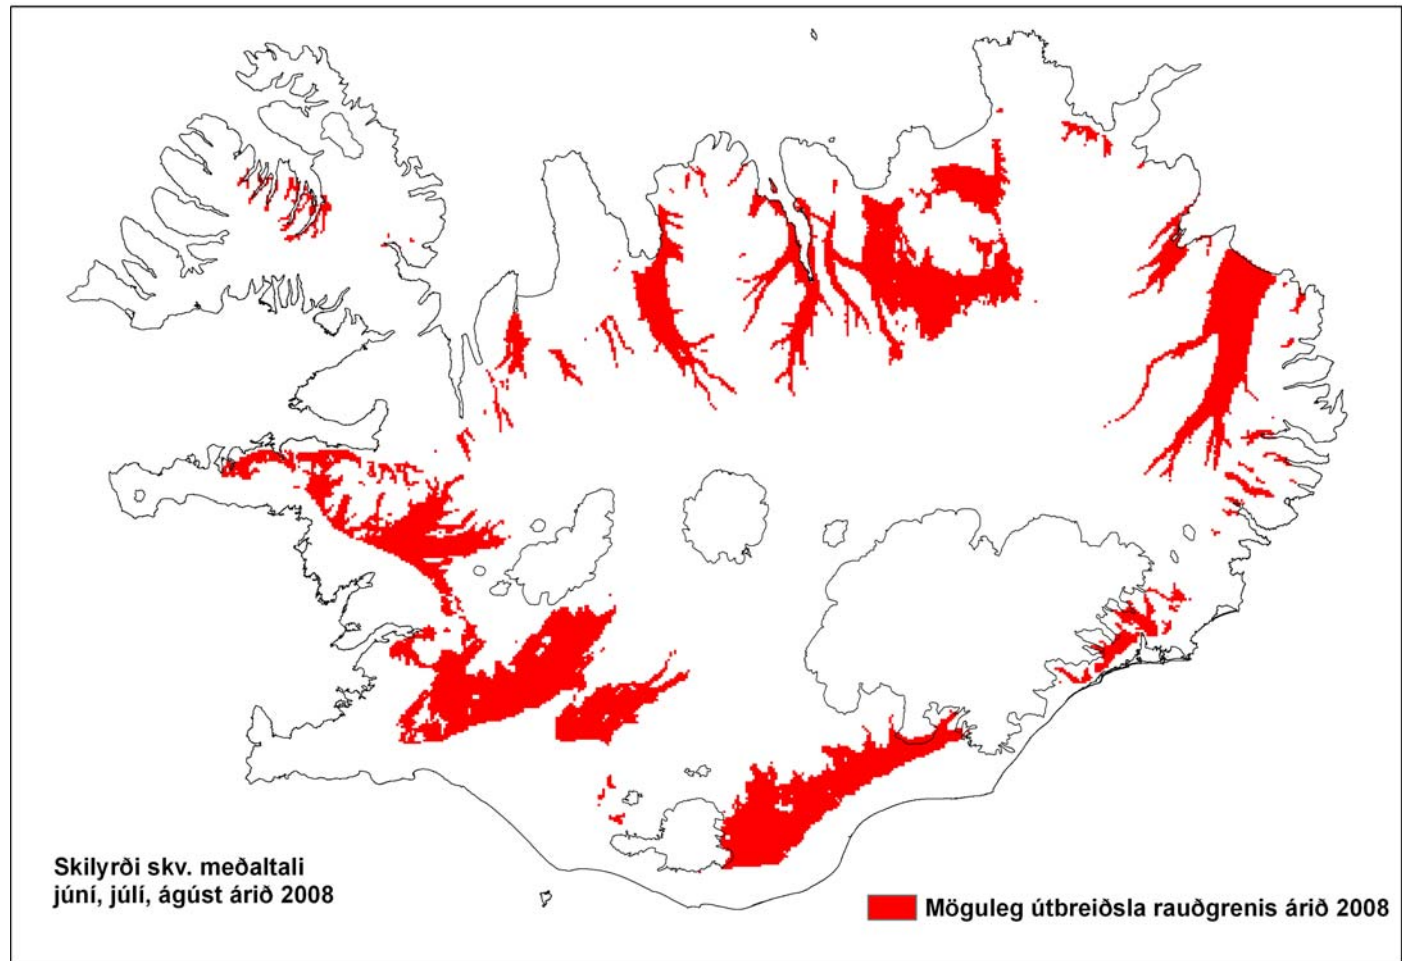 Skilyrði skv. meðaltali
júní, júlí, ágúst árið 2008
Möguleg útbreiðsla rauðgrenis árið 2008